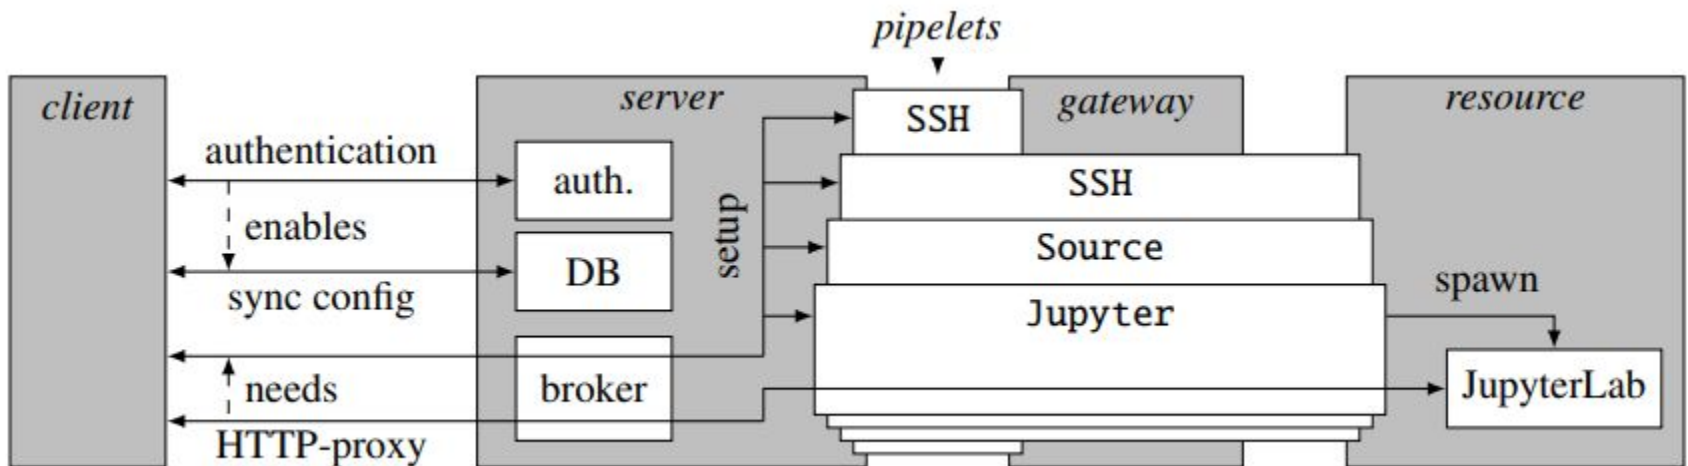 pipelets
client
server
gateway
resource
SSH
authentication
auth.
SSH
enables
setup
Source
DB
sync config
spawn
Jupyter
needs
broker
JupyterLab
HTTP-proxy